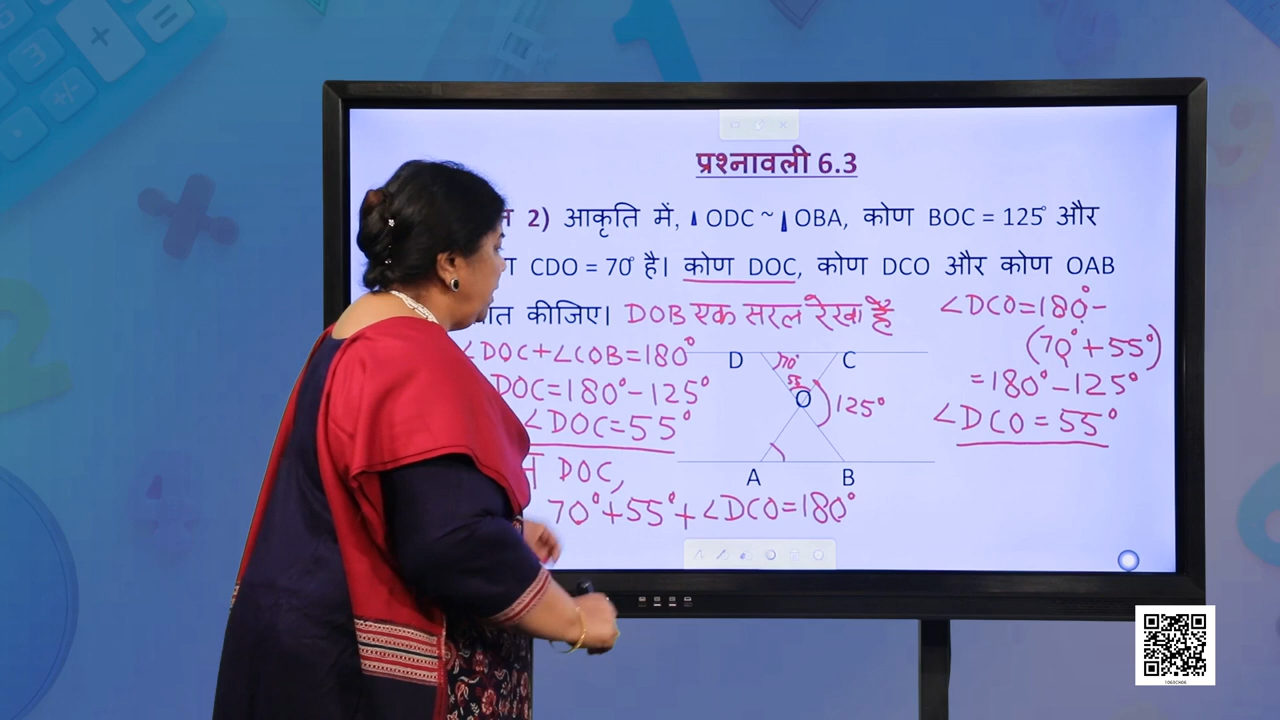 प्रश्नावली 6.3
2) आकृति में, ODC ~ OBA, कोण BOC = 125° और
CDO = 70° है। कोण DOC, कोण DCO और कोण OAB
कीजिए। DOB एक सरल रेखा है
∠DOC+∠COB=180°
DOC=180°-125°
∠DOC=55°
DOC,
70°+55°+∠DCO=180°
D C
70°
55
O 125°
A B
∠DCO=180°-
(70°+55°)
=180°-125°
∠DCO=55°